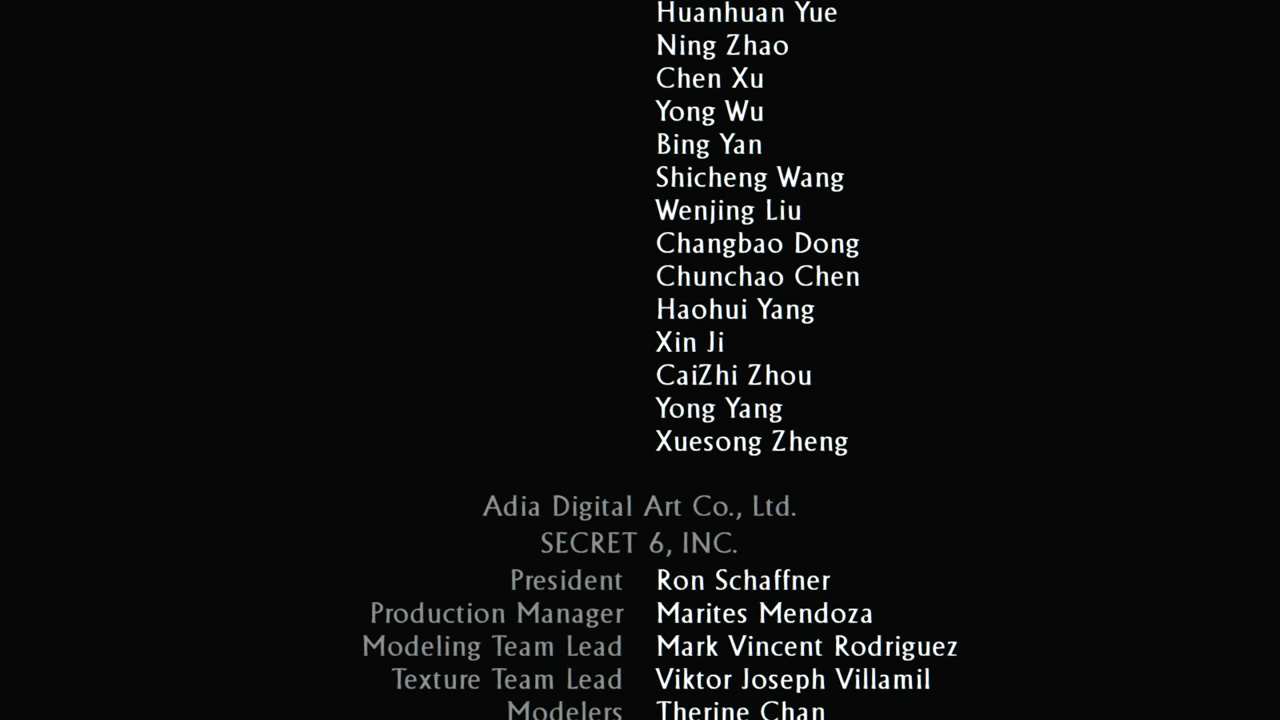 Huanhuan Yue
Ning Zhao
Chen Xu
Yong Wu
Bing Yan
Shicheng Wang
Wenjing Liu
Changbao Dong
Chunchao Chen
Haohui Yang
Xin Ji
CaiZhi Zhou
Yong Yang
Xuesong Zheng
Adia Digital Art Co., Ltd.
SECRET 6, INC.
President Ron Schaffner
Production Manager Marites Mendoza
Modeling Team Lead Mark Vincent Rodriguez
Texture Team Lead Viktor Joseph Villamil
Modelers Therine Chan